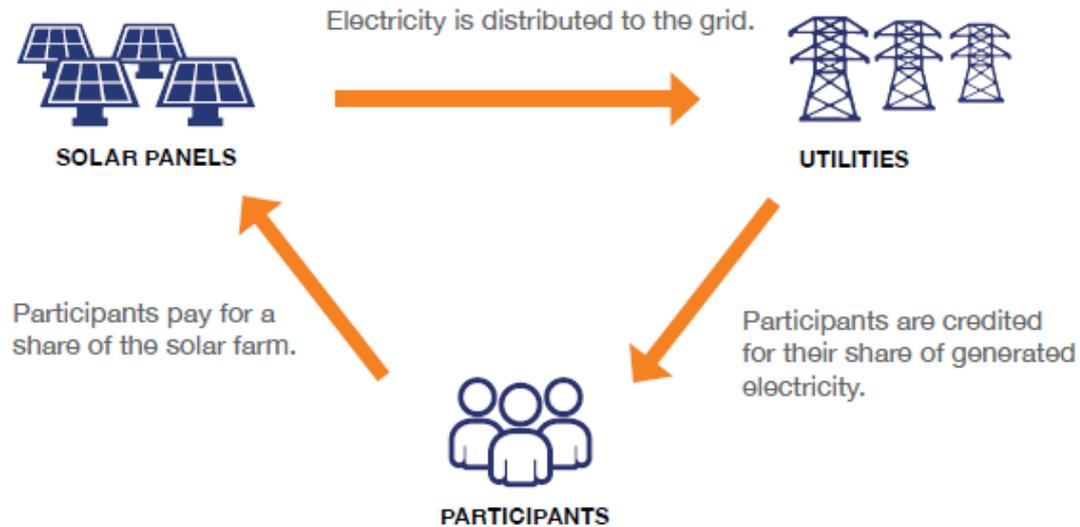 Electricity is distributed to the grid.
SOLAR PANELS
UTILITIES
Participants pay for a
share of the solar farm.
Participants are credited
for their share of generated
electricity.
PARTICIPANTS